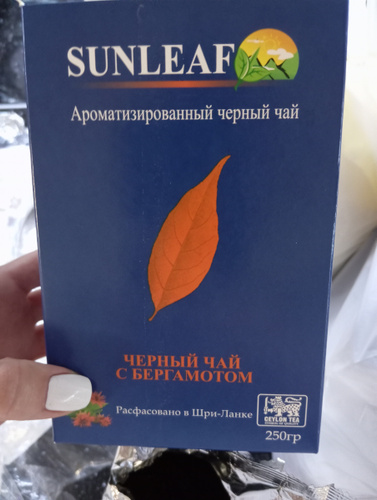 SUNLEAF
Ароматизированный черный чай
ЧЕРНЫЙ ЧАЙ
С БЕРГАМОТОМ
Расфасовано в Шри-Ланке
CEYLON TEA
250гр